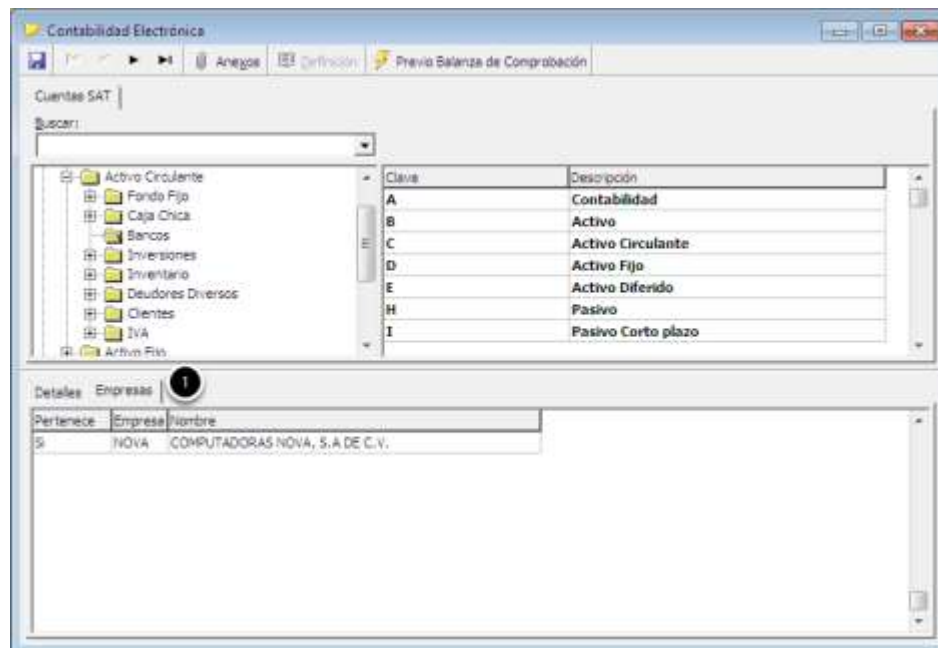 Contabilidad Electrónica
Anexos Definición Previo Balanza de Comprobación
Cuentas SAT
Buscar:
Activo Circulante
Fondo Fijo
Caja Chica
Bancos
Inversiones
Inventario
Deudores Diversos
Clientes
IVA
Activo Fijo
Clave Descripción
A Contabilidad
B Activo
C Activo Circulante
D Activo Fijo
E Activo Diferido
H Pasivo
I Pasivo Corto plazo
Detalles Empresas 1
Pertenece Empresa Nombre
Si NOVA COMPUTADORAS NOVA, S.A DE C.V.